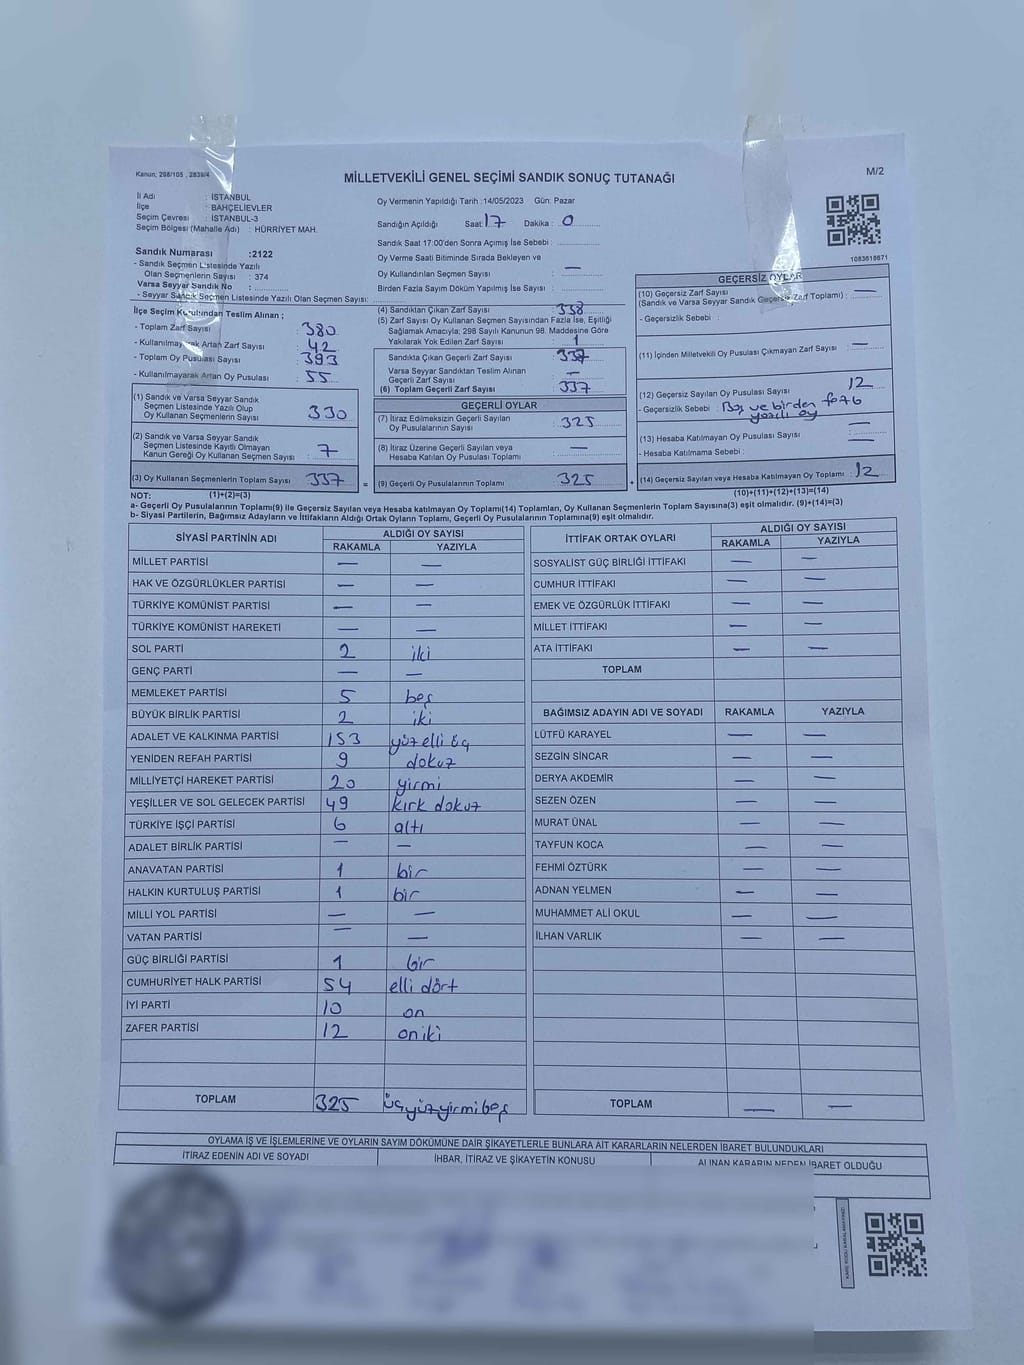 Kanun; 298/105 , 2839/4
MİLLETVEKİLİ GENEL SEÇİMİ SANDIK SONUÇ TUTANAĞI
M/2
İl Adı : İSTANBUL
İlçe : BAHÇELİEVLER
Seçim Çevresi : İSTANBUL-3
Seçim Bölgesi (Mahalle Adı) : HÜRRİYET MAH.
Sandık Numarası :2122
- Sandık Seçmen Listesinde Yazılı
Olan Seçmenlerin Sayısı : 374
Varsa Seyyar Sandık No :
- Seyyar Sandık Seçmen Listesinde Yazılı Olan Seçmen Sayısı:
İlçe Seçim Kurulundan Teslim Alınan ;
- Toplam Zarf Sayısı : 380
- Kullanılmayarak Artan Zarf Sayısı : 42
- Toplam Oy Pusulası Sayısı : 393
- Kullanılmayarak Artan Oy Pusulası : 55
(1) Sandık ve Varsa Seyyar Sandık
Seçmen Listesinde Yazılı Olup
Oy Kullanan Seçmenlerin Sayısı : 330
(2) Sandık ve Varsa Seyyar Sandık
Seçmen Listesinde Kayıtlı Olmayan
Kanun Gereği Oy Kullanan Seçmen Sayısı : 7
(3) Oy Kullanan Seçmenlerin Toplam Sayısı : 337 =
Oy Vermenin Yapıldığı Tarih :14/05/2023 Gün: Pazar
Sandığın Açıldığı Saat: 17 Dakika : 0
Sandık Saat 17:00'den Sonra Açımış İse Sebebi :
Oy Verme Saati Bitiminde Sırada Bekleyen ve
Oy Kullandırılan Seçmen Sayısı : —
Birden Fazla Sayım Döküm Yapılmış İse Sayısı :
(4) Sandıktan Çıkan Zarf Sayısı : 338
(5) Zarf Sayısı Oy Kullanan Seçmen Sayısından Fazla İse, Eşitliği
Sağlamak Amacıyla; 298 Sayılı Kanunun 98. Maddesine Göre
Yakılarak Yok Edilen Zarf Sayısı : 1
Sandıkta Çıkan Geçerli Zarf Sayısı : 337
Varsa Seyyar Sandıktan Teslim Alınan
Geçerli Zarf Sayısı : —
(6) Toplam Geçerli Zarf Sayısı : 337
GEÇERLİ OYLAR
(7) İtiraz Edilmeksizin Geçerli Sayılan
Oy Pusulalarının Sayısı : 325
(8) İtiraz Üzerine Geçerli Sayılan veya
Hesaba Katılan Oy Pusulası Toplamı : —
(9) Geçerli Oy Pusulalarının Toplamı : 325 +
1083618671
GEÇERSİZ OYLAR
(10) Geçersiz Zarf Sayısı
(Sandık ve Varsa Seyyar Sandık Geçersiz Zarf Toplamı) : —
- Geçersizlik Sebebi :
(11) İçinden Milletvekili Oy Pusulası Çıkmayan Zarf Sayısı : —
(12) Geçersiz Sayılan Oy Pusulası Sayısı : 12
- Geçersizlik Sebebi : Boş ve birden
yazılı oy
(13) Hesaba Katılmayan Oy Pusulası Sayısı : —
- Hesaba Katılmama Sebebi : —
(14) Geçersiz Sayılan veya Hesaba Katılmayan Oy Toplamı : 12
(10)+(11)+(12)+(13)=(14)
NOT: (1)+(2)=(3)
a- Geçerli Oy Pusulalarının Toplamı(9) ile Geçersiz Sayılan veya Hesaba Katılmayan Oy Toplamı(14) Toplamları, Oy Kullanan Seçmenlerin Toplam Sayısına(3) eşit olmalıdır. (9)+(14)=(3)
b- Siyasi Partilerin, Bağımsız Adayların ve İttifakların Aldığı Ortak Oyların Toplamı, Geçerli Oy Pusulalarının Toplamına(9) eşit olmalıdır.
SİYASİ PARTİNİN ADI ALDIĞI OY SAYISI
RAKAMLA YAZIYLA
MİLLET PARTİSİ — —
HAK VE ÖZGÜRLÜKLER PARTİSİ — —
TÜRKİYE KOMÜNİST PARTİSİ — —
TÜRKİYE KOMÜNİST HAREKETİ — —
SOL PARTİ 2 iki
GENÇ PARTİ — —
MEMLEKET PARTİSİ 5 beş
BÜYÜK BİRLİK PARTİSİ 2 iki
ADALET VE KALKINMA PARTİSİ 153 yüzelli üç
YENİDEN REFAH PARTİSİ 9 dokuz
MİLLİYETÇİ HAREKET PARTİSİ 20 yirmi
YEŞİLLER VE SOL GELECEK PARTİSİ 49 kırk dokuz
TÜRKİYE İŞÇİ PARTİSİ 6 altı
ADALET BİRLİK PARTİSİ — —
ANAVATAN PARTİSİ 1 bir
HALKIN KURTULUŞ PARTİSİ 1 bir
MİLLİ YOL PARTİSİ — —
VATAN PARTİSİ — —
GÜÇ BİRLİĞİ PARTİSİ 1 bir
CUMHURİYET HALK PARTİSİ 54 elli dört
İYİ PARTİ 10 on
ZAFER PARTİSİ 12 oniki
TOPLAM 325 üçyüzyirmibeş
İTTİFAK ORTAK OYLARI ALDIĞI OY SAYISI
RAKAMLA YAZIYLA
SOSYALİST GÜÇ BİRLİĞİ İTTİFAKI — —
CUMHUR İTTİFAKI — —
EMEK VE ÖZGÜRLÜK İTTİFAKI — —
MİLLET İTTİFAKI — —
ATA İTTİFAKI — —
TOPLAM
BAĞIMSIZ ADAYIN ADI VE SOYADI RAKAMLA YAZIYLA
LÜTFÜ KARAYEL — —
SEZGİN SİNCAR — —
DERYA AKDEMİR — —
SEZEN ÖZEN — —
MURAT ÜNAL — —
TAYFUN KOCA — —
FEHMİ ÖZTÜRK — —
ADNAN YELMEN — —
MUHAMMET ALİ OKUL — —
İLHAN VARLIK — —
TOPLAM — —
OYLAMA İŞ VE İŞLEMLERİNE VE OYLARIN SAYIM DÖKÜMÜNE DAİR ŞİKAYETLERLE BUNLARA AİT KARARLARIN NELERDEN İBARET BULUNDUKLARI
İTİRAZ EDENİN ADI VE SOYADI İHBAR, İTİRAZ VE ŞİKAYETİN KONUSU ALINAN KARARIN NEDEN İBARET OLDUĞU
KARE KODU KARALAMAYINIZ!